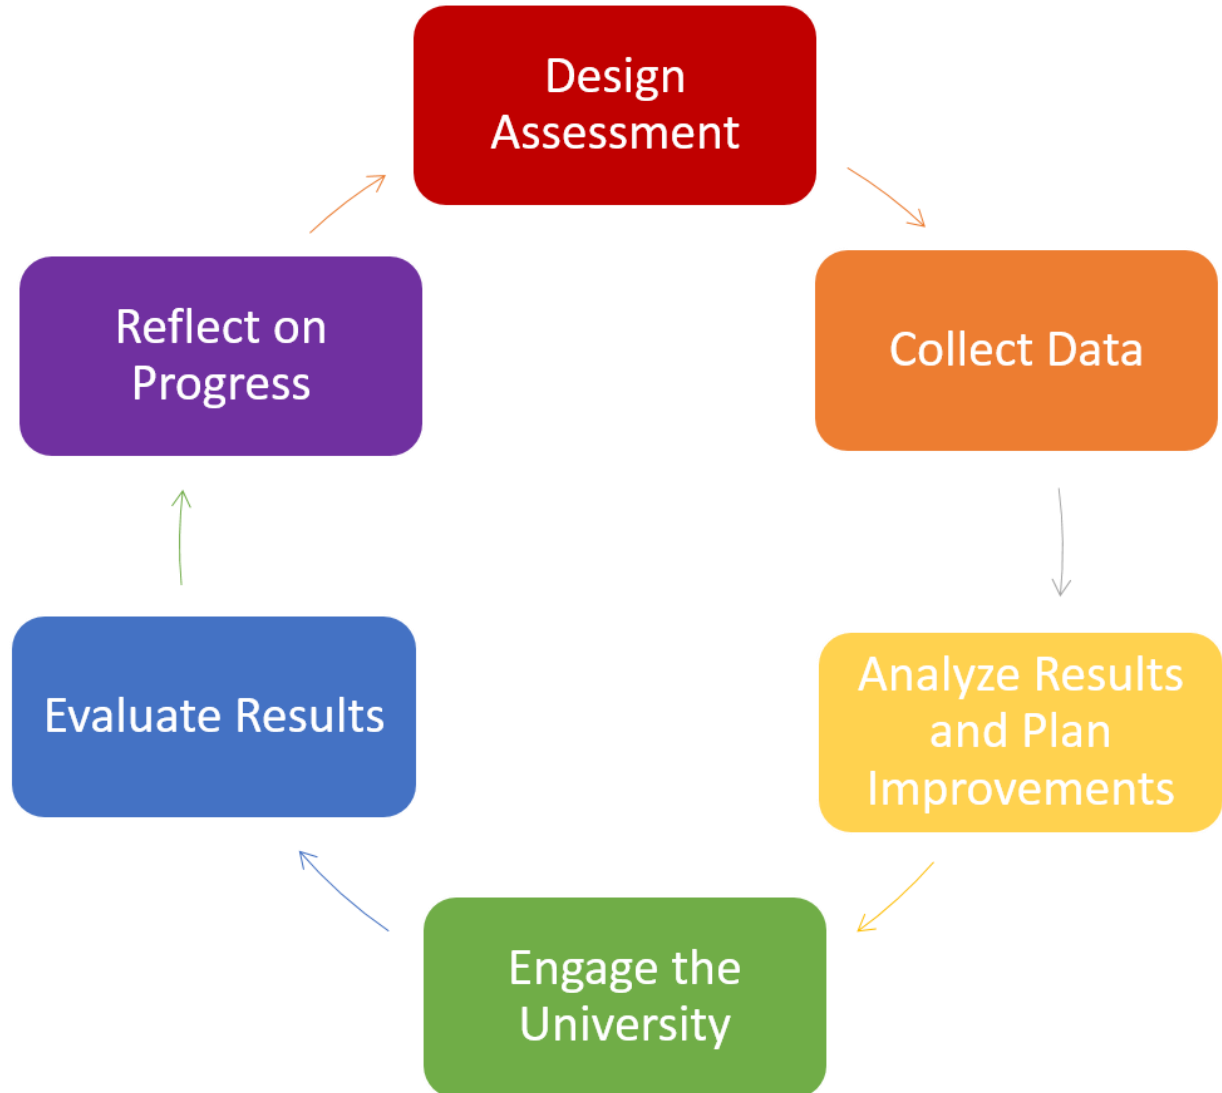 Design
Assessment
Collect Data
Analyze Results
and Plan
Improvements
Engage the
University
Evaluate Results
Reflect on
Progress